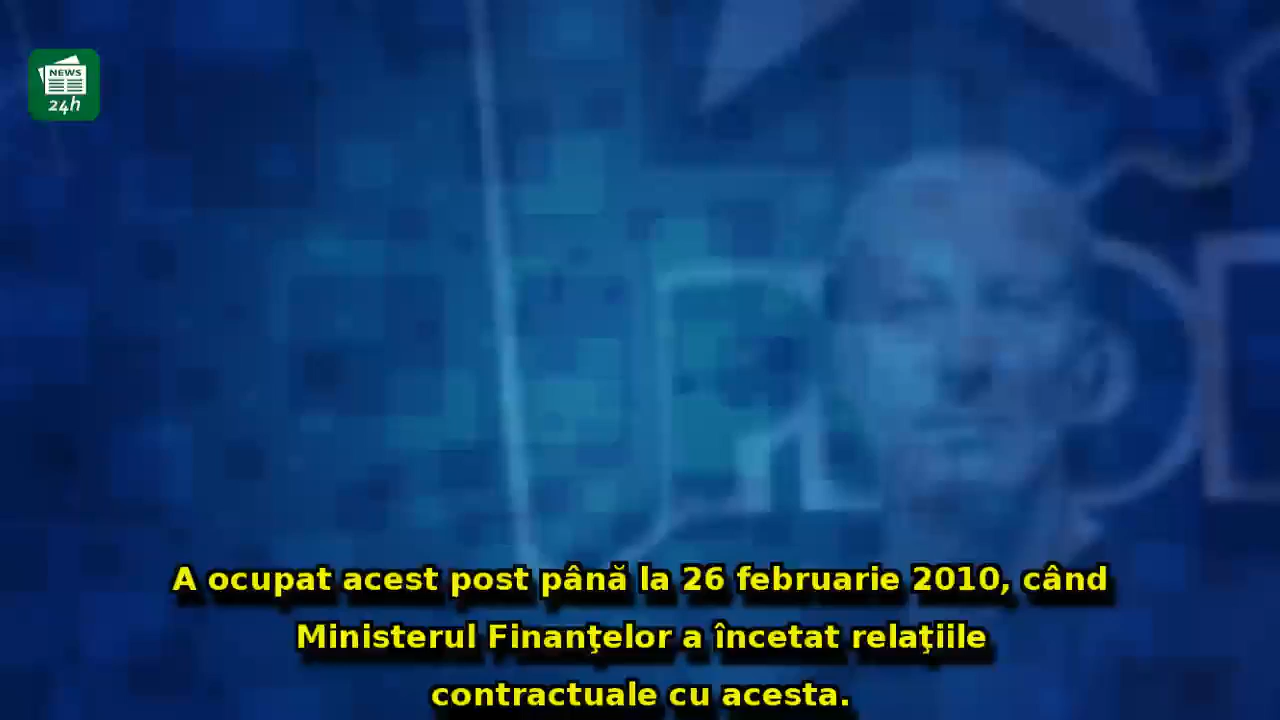 NEWS
24h
A ocupat acest post până la 26 februarie 2010, când
Ministerul Finanţelor a încetat relaţiile
contractuale cu acesta.